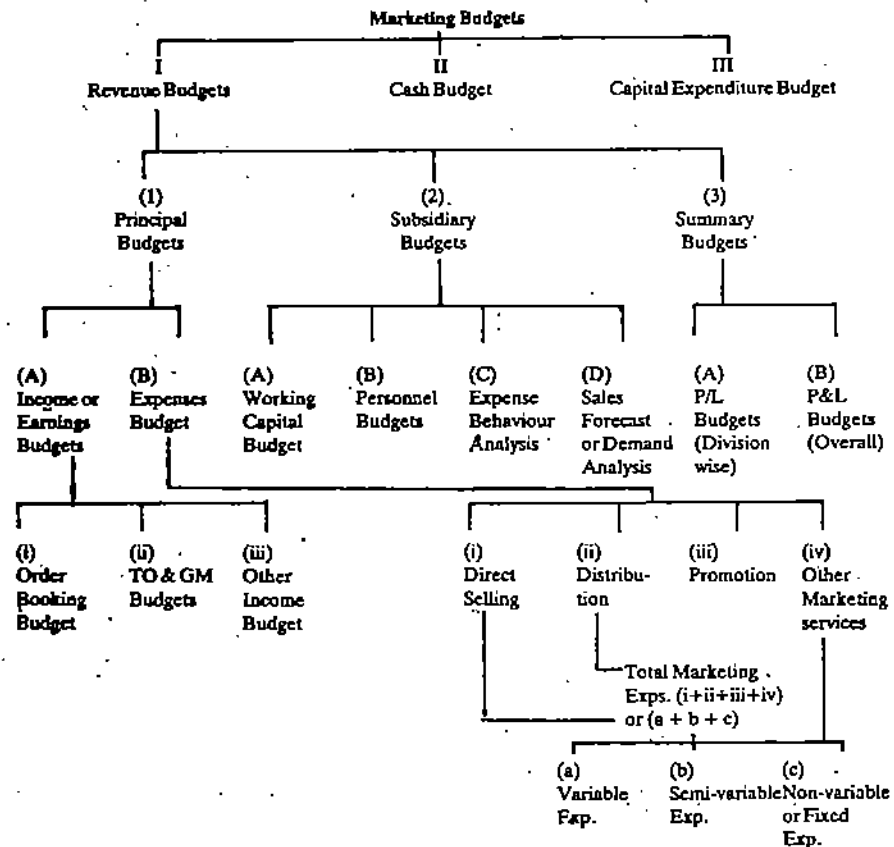 Marketing Budgets
I
Revenue Budgets
II
Cash Budget
III
Capital Expenditure Budget
(1)
Principal
Budgets
(2)
Subsidiary
Budgets
(3)
Summary
Budgets
(A)
Income or
Earnings
Budgets
(B)
Expenses
Budget
(A)
Working
Capital
Budget
(B)
Personnel
Budgets
(C)
Expense
Behaviour
Analysis
(D)
Sales
Forecast
or Demand
Analysis
(A)
P/L
Budgets
(Division
wise)
(B)
P&L
Budgets
(Overall)
(i)
Order
Booking
Budget
(ii)
TO & GM
Budgets
(iii)
Other
Income
Budget
(i)
Direct
Selling
(ii)
Distribu-
tion
(iii)
Promotion
(iv)
Other
Marketing
services
Total Marketing
Exps. (i+ii+iii+iv)
or (a + b + c)
(a)
Variable
Exp.
(b)
Semi-variable
Exp.
(c)
Non-variable
or Fixed
Exp.